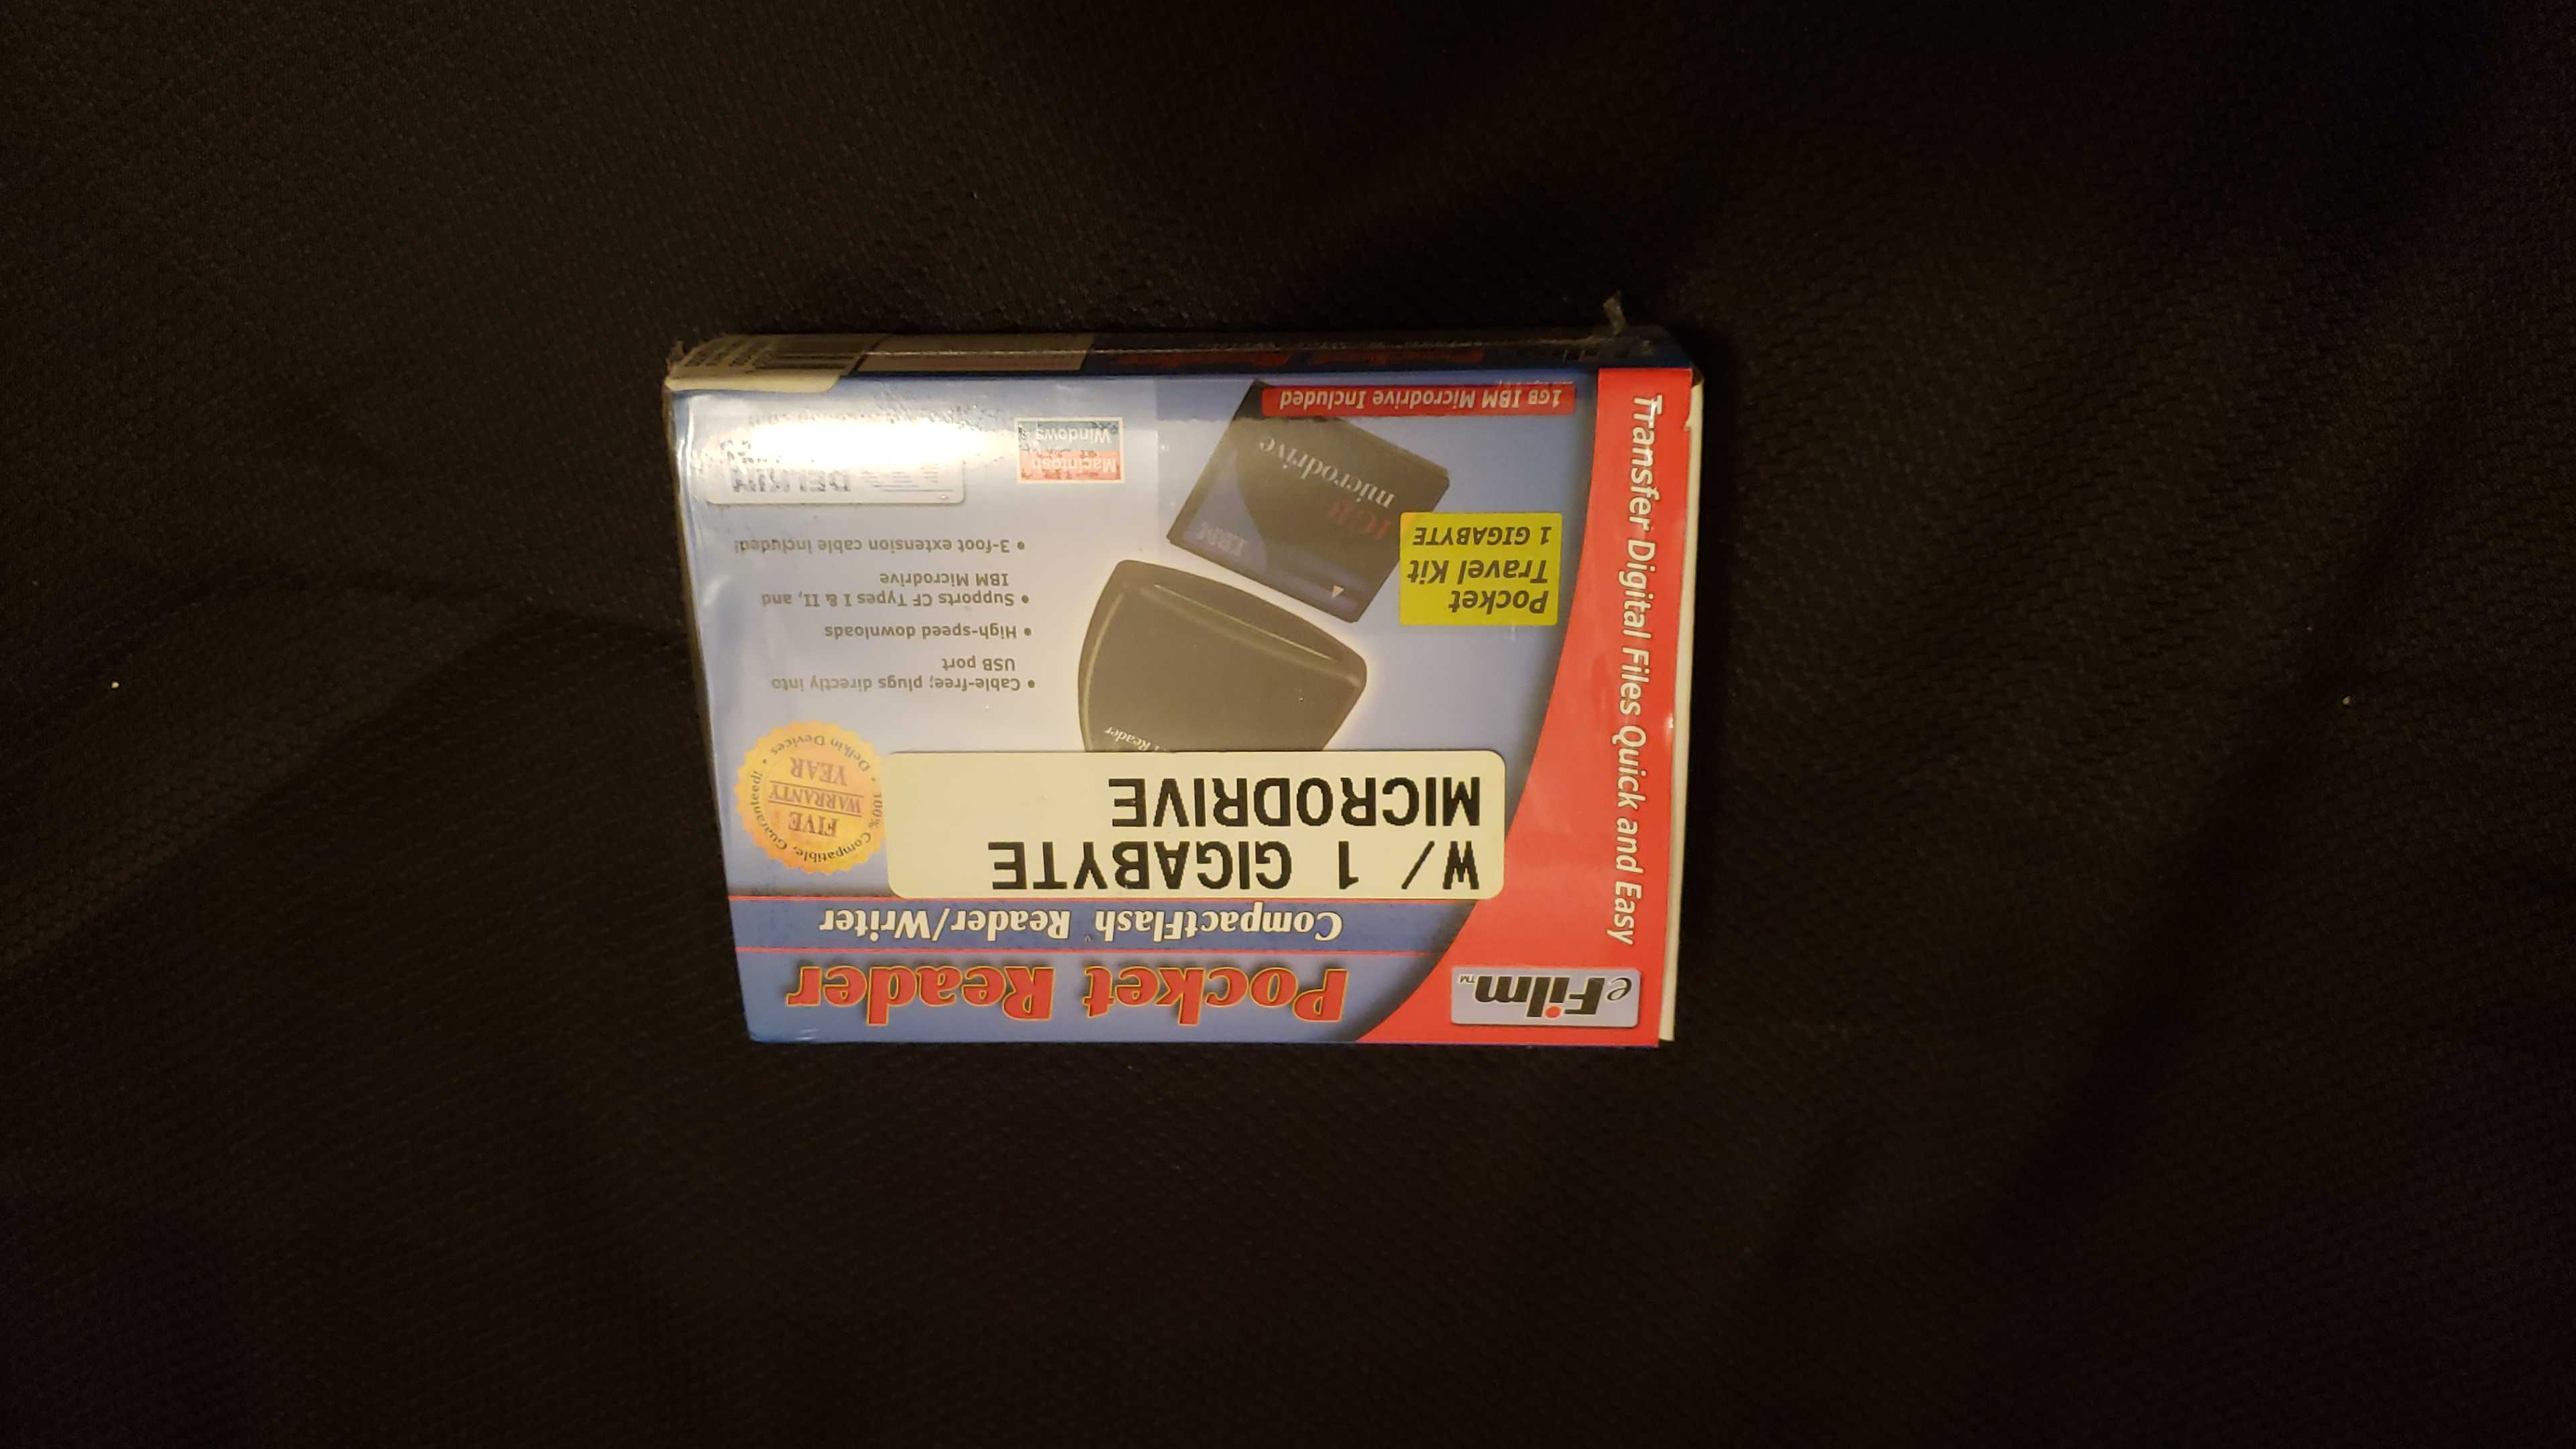 eFilm™
Pocket Reader
CompactFlash® Reader/Writer
Transfer Digital Files Quick and Easy
W/ 1 GIGABYTE
MICRODRIVE
100% Compatible, Guaranteed!
FIVE
WARRANTY
YEAR
• Delkin Devices •
Reader
• Cable-free; plugs directly into
USB port
• High-speed downloads
• Supports CF Types I & II, and
IBM Microdrive
• 3-foot extension cable included!
Pocket
Travel Kit
1 GIGABYTE
IBM
1GB
microdrive
1GB IBM Microdrive Included
Macintosh
Windows
DELKIN